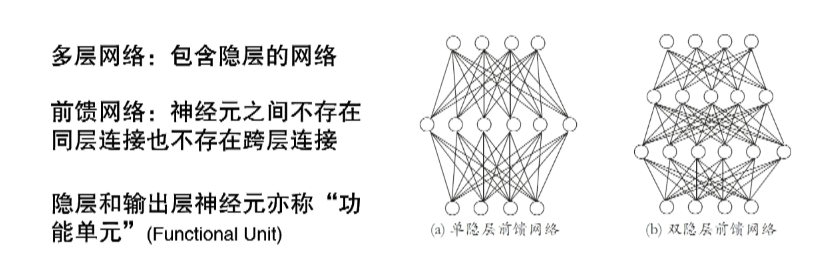 多层网络：包含隐层的网络
前馈网络：神经元之间不存在
同层连接也不存在跨层连接
隐层和输出层神经元亦称“功
能单元”(Functional Unit)
(a) 单隐层前馈网络
(b) 双隐层前馈网络